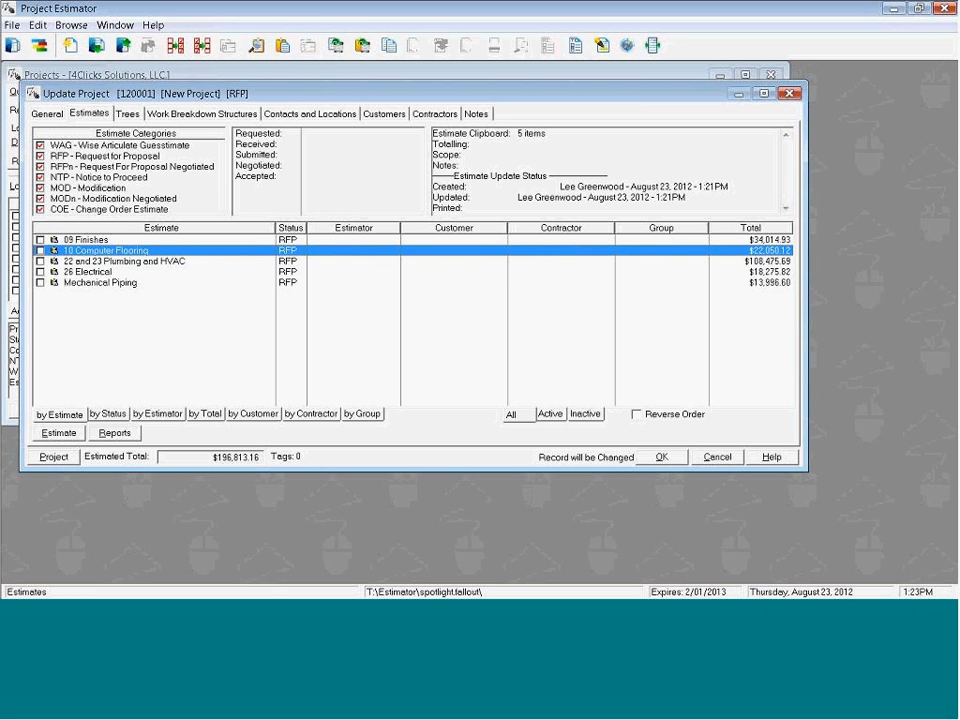 Project Estimator
File Edit Browse Window Help
Projects - [4Clicks Solutions, LLC.]
Update Project [120001] [New Project] [RFP]
General Estimates Trees Work Breakdown Structures Contacts and Locations Customers Contractors Notes
Estimate Categories
WAG - Wise Articulate Guesstimate
RFP - Request for Proposal
RFPn - Request For Proposal Negotiated
NTP - Notice to Proceed
MOD - Modification
MODn - Modification Negotiated
COE - Change Order Estimate
Requested:
Received:
Submitted:
Negotiated:
Accepted:
Estimate Clipboard: 5 items
Totalling:
Scope:
Notes:
Estimate Update Status
Created: Lee Greenwood - August 23, 2012 - 1:21PM
Updated: Lee Greenwood - August 23, 2012 - 1:21PM
Printed:
Estimate Status Estimator Customer Contractor Group Total
09 Finishes RFP $34,014.93
10 Computer Flooring RFP $22,050.12
22 and 23 Plumbing and HVAC RFP $108,475.69
26 Electrical RFP $18,275.82
Mechanical Piping RFP $13,996.60
by Estimate by Status by Estimator by Total by Customer by Contractor by Group All Active Inactive Reverse Order
Estimate Reports
Project Estimated Total: $196,813.16 Tags: 0 Record will be Changed OK Cancel Help
Estimates T:\Estimator\spotlight.fallout\ Expires: 2/01/2013 Thursday, August 23, 2012 1:23PM